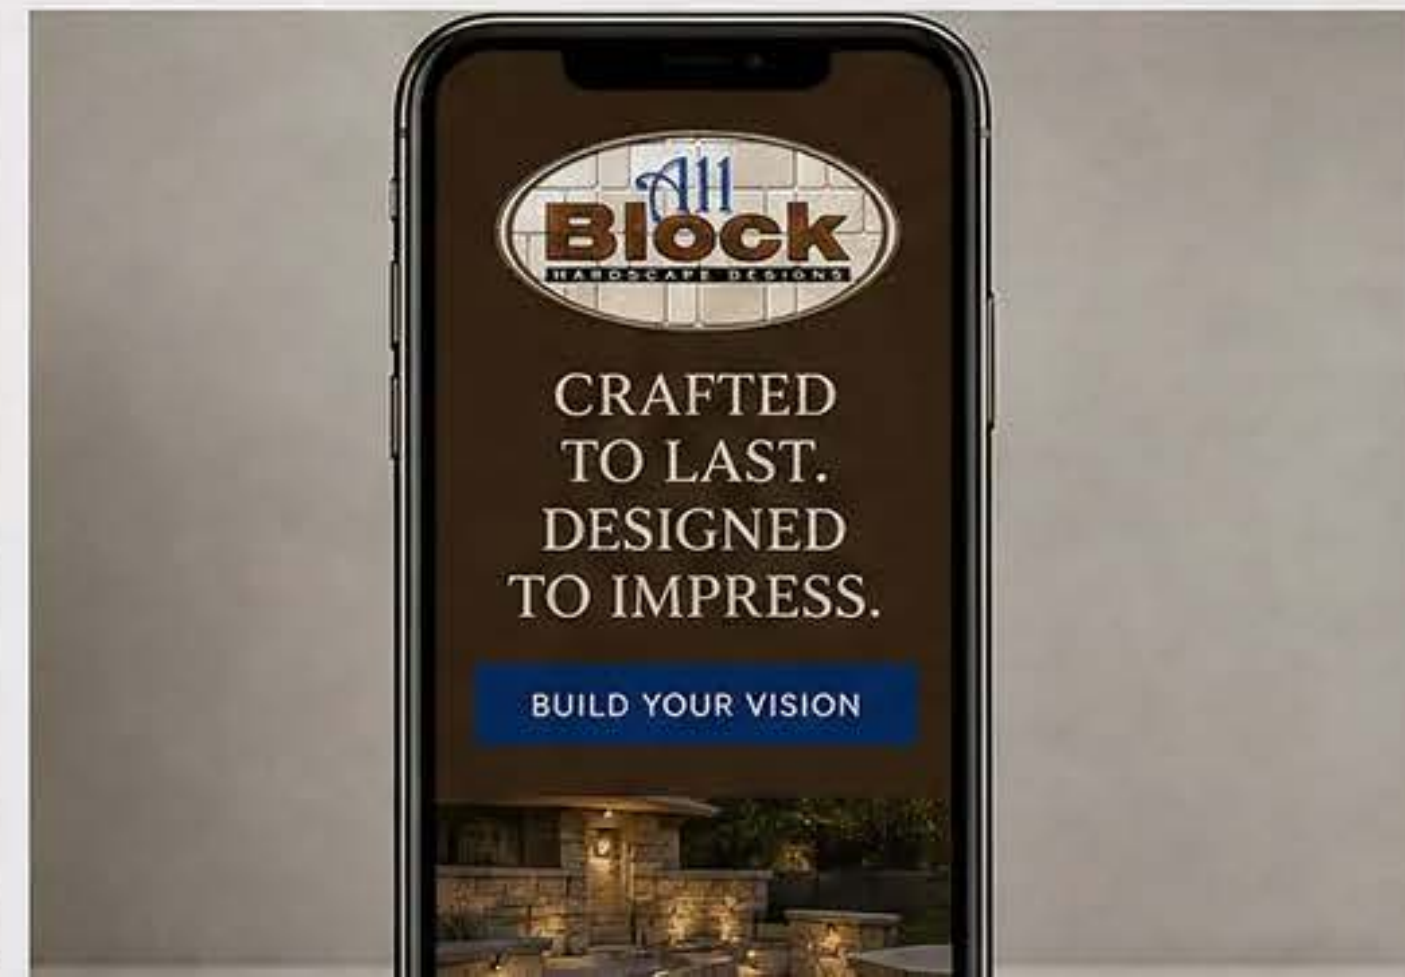 All
Block
HARDSCAPE DESIGNS
CRAFTED
TO LAST.
DESIGNED
TO IMPRESS.
BUILD YOUR VISION